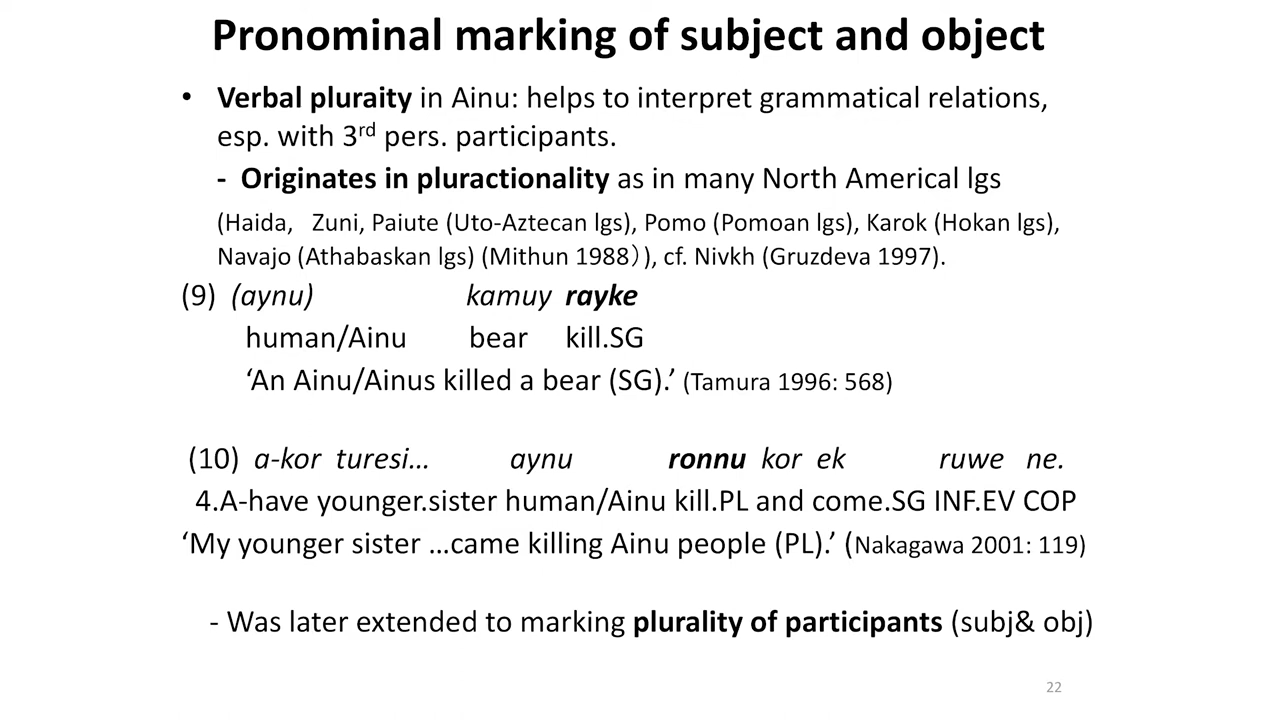 Pronominal marking of subject and object
• Verbal pluraity in Ainu: helps to interpret grammatical relations,
esp. with 3rd pers. participants.
- Originates in pluractionality as in many North Americal lgs
(Haida, Zuni, Paiute (Uto-Aztecan lgs), Pomo (Pomoan lgs), Karok (Hokan lgs),
Navajo (Athabaskan lgs) (Mithun 1988）), cf. Nivkh (Gruzdeva 1997).
(9) (aynu) kamuy rayke
human/Ainu bear kill.SG
‘An Ainu/Ainus killed a bear (SG).’ (Tamura 1996: 568)
(10) a-kor turesi… aynu ronnu kor ek ruwe ne.
4.A-have younger.sister human/Ainu kill.PL and come.SG INF.EV COP
‘My younger sister …came killing Ainu people (PL).’ (Nakagawa 2001: 119)
- Was later extended to marking plurality of participants (subj& obj)
22